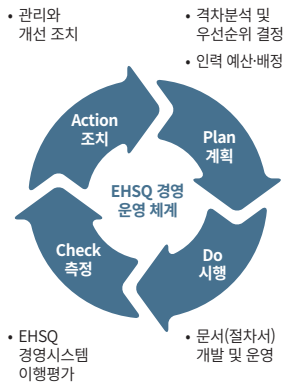 • 관리와
개선 조치
• 격차분석 및
우선순위 결정
• 인력 예산·배정
Action
조치
Plan
계획
EHSQ 경영
운영 체계
Check
측정
Do
시행
• EHSQ
경영시스템
이행평가
• 문서(절차서)
개발 및 운영